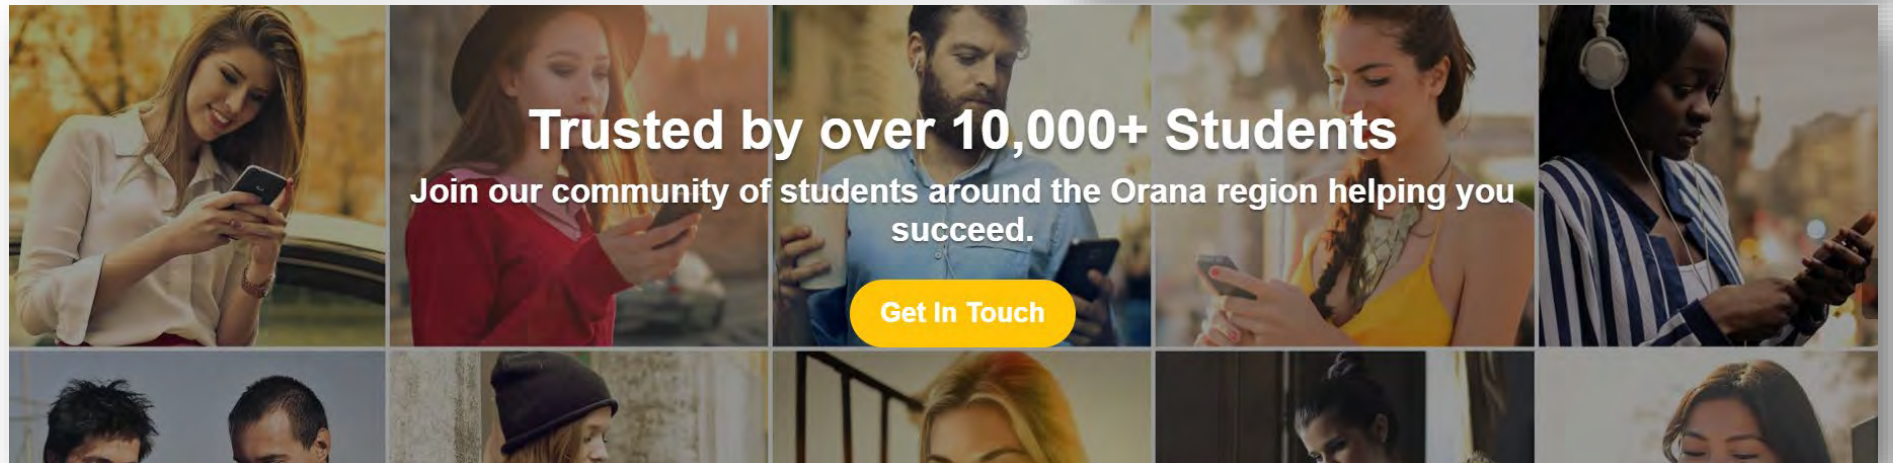 Trusted by over 10,000+ Students
Join our community of students around the Orana region helping you
succeed.
Get In Touch